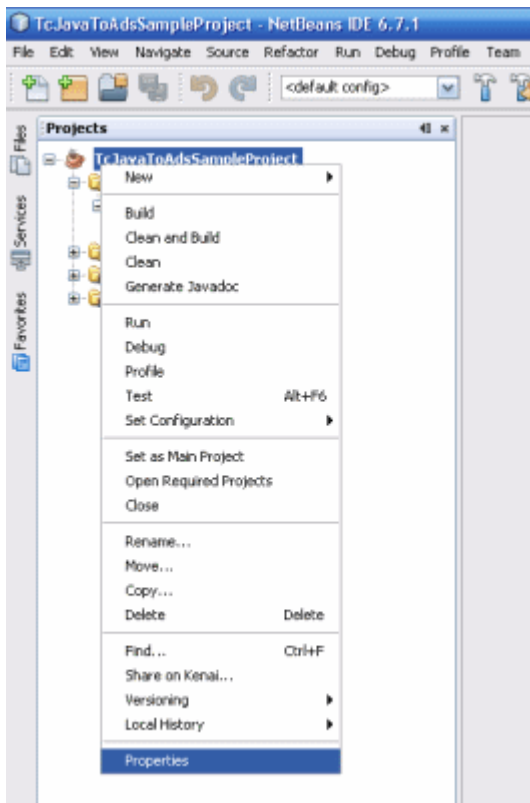 TcJavaToAdsSampleProject - NetBeans IDE 6.7.1
File Edit View Navigate Source Refactor Run Debug Profile Team
<default config>
Projects
Files
Services
Favorites
TcJavaToAdsSampleProject
New
Build
Clean and Build
Clean
Generate Javadoc
Run
Debug
Profile
Test Alt+F6
Set Configuration
Set as Main Project
Open Required Projects
Close
Rename...
Move...
Copy...
Delete Delete
Find... Ctrl+F
Share on Kenai...
Versioning
Local History
Properties